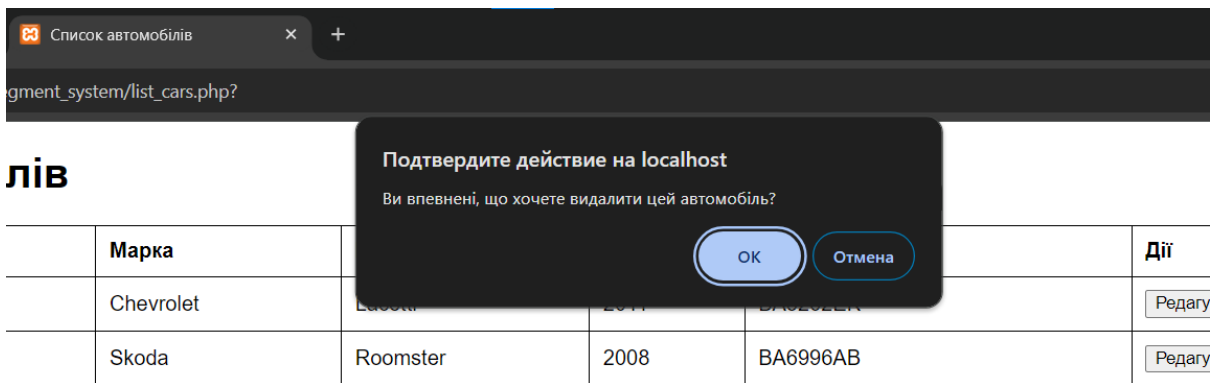 Список автомобілів
gment_system/list_cars.php?
лів
Подтвердите действие на localhost
Ви впевнені, що хочете видалити цей автомобіль?
ОК Отмена
Марка Дії
Chevrolet Редагу
Skoda Roomster 2008 BA6996AB Редагу